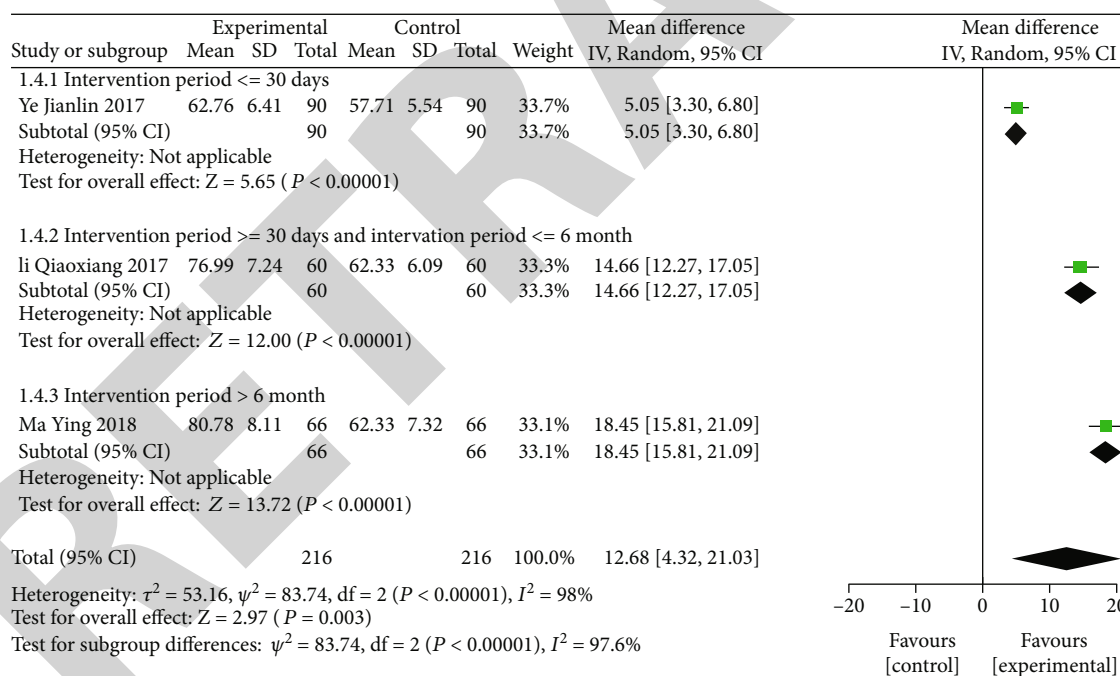 Experimental Control Mean difference Mean difference
Study or subgroup Mean SD Total Mean SD Total Weight IV, Random, 95% CI IV, Random, 95% CI
1.4.1 Intervention period <= 30 days
Ye Jianlin 2017 62.76 6.41 90 57.71 5.54 90 33.7% 5.05 [3.30, 6.80]
Subtotal (95% CI) 90 90 33.7% 5.05 [3.30, 6.80]
Heterogeneity: Not applicable
Test for overall effect: Z = 5.65 (P < 0.00001)
1.4.2 Intervention period >= 30 days and intervation period <= 6 month
li Qiaoxiang 2017 76.99 7.24 60 62.33 6.09 60 33.3% 14.66 [12.27, 17.05]
Subtotal (95% CI) 60 60 33.3% 14.66 [12.27, 17.05]
Heterogeneity: Not applicable
Test for overall effect: Z = 12.00 (P < 0.00001)
1.4.3 Intervention period > 6 month
Ma Ying 2018 80.78 8.11 66 62.33 7.32 66 33.1% 18.45 [15.81, 21.09]
Subtotal (95% CI) 66 66 33.1% 18.45 [15.81, 21.09]
Heterogeneity: Not applicable
Test for overall effect: Z = 13.72 (P < 0.00001)
Total (95% CI) 216 216 100.0% 12.68 [4.32, 21.03]
Heterogeneity: τ² = 53.16, ψ² = 83.74, df = 2 (P < 0.00001), I² = 98%
Test for overall effect: Z = 2.97 (P = 0.003)
Test for subgroup differences: ψ² = 83.74, df = 2 (P < 0.00001), I² = 97.6%
−20 −10 0 10 20
Favours Favours
[control] [experimental]
RETRA